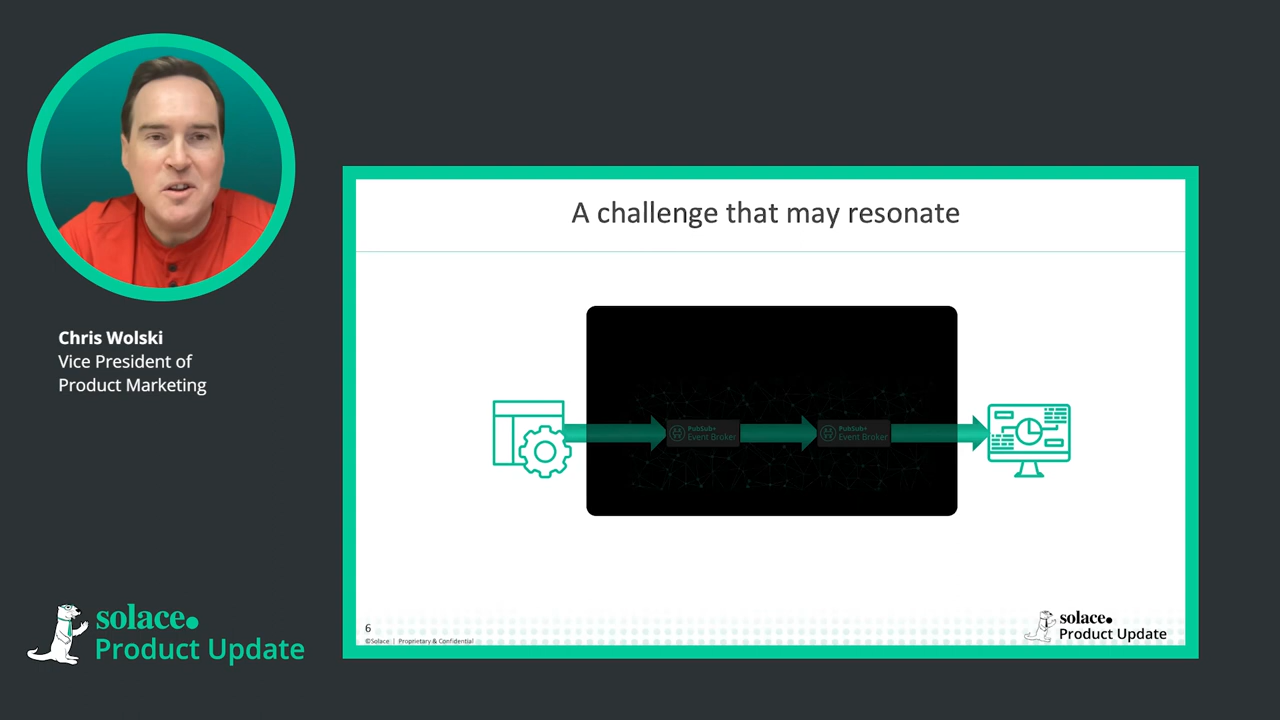 Chris Wolski
Vice President of
Product Marketing
solace.
Product Update
A challenge that may resonate
PubSub+
Event Broker
PubSub+
Event Broker
6
©Solace | Proprietary & Confidential
solace.
Product Update